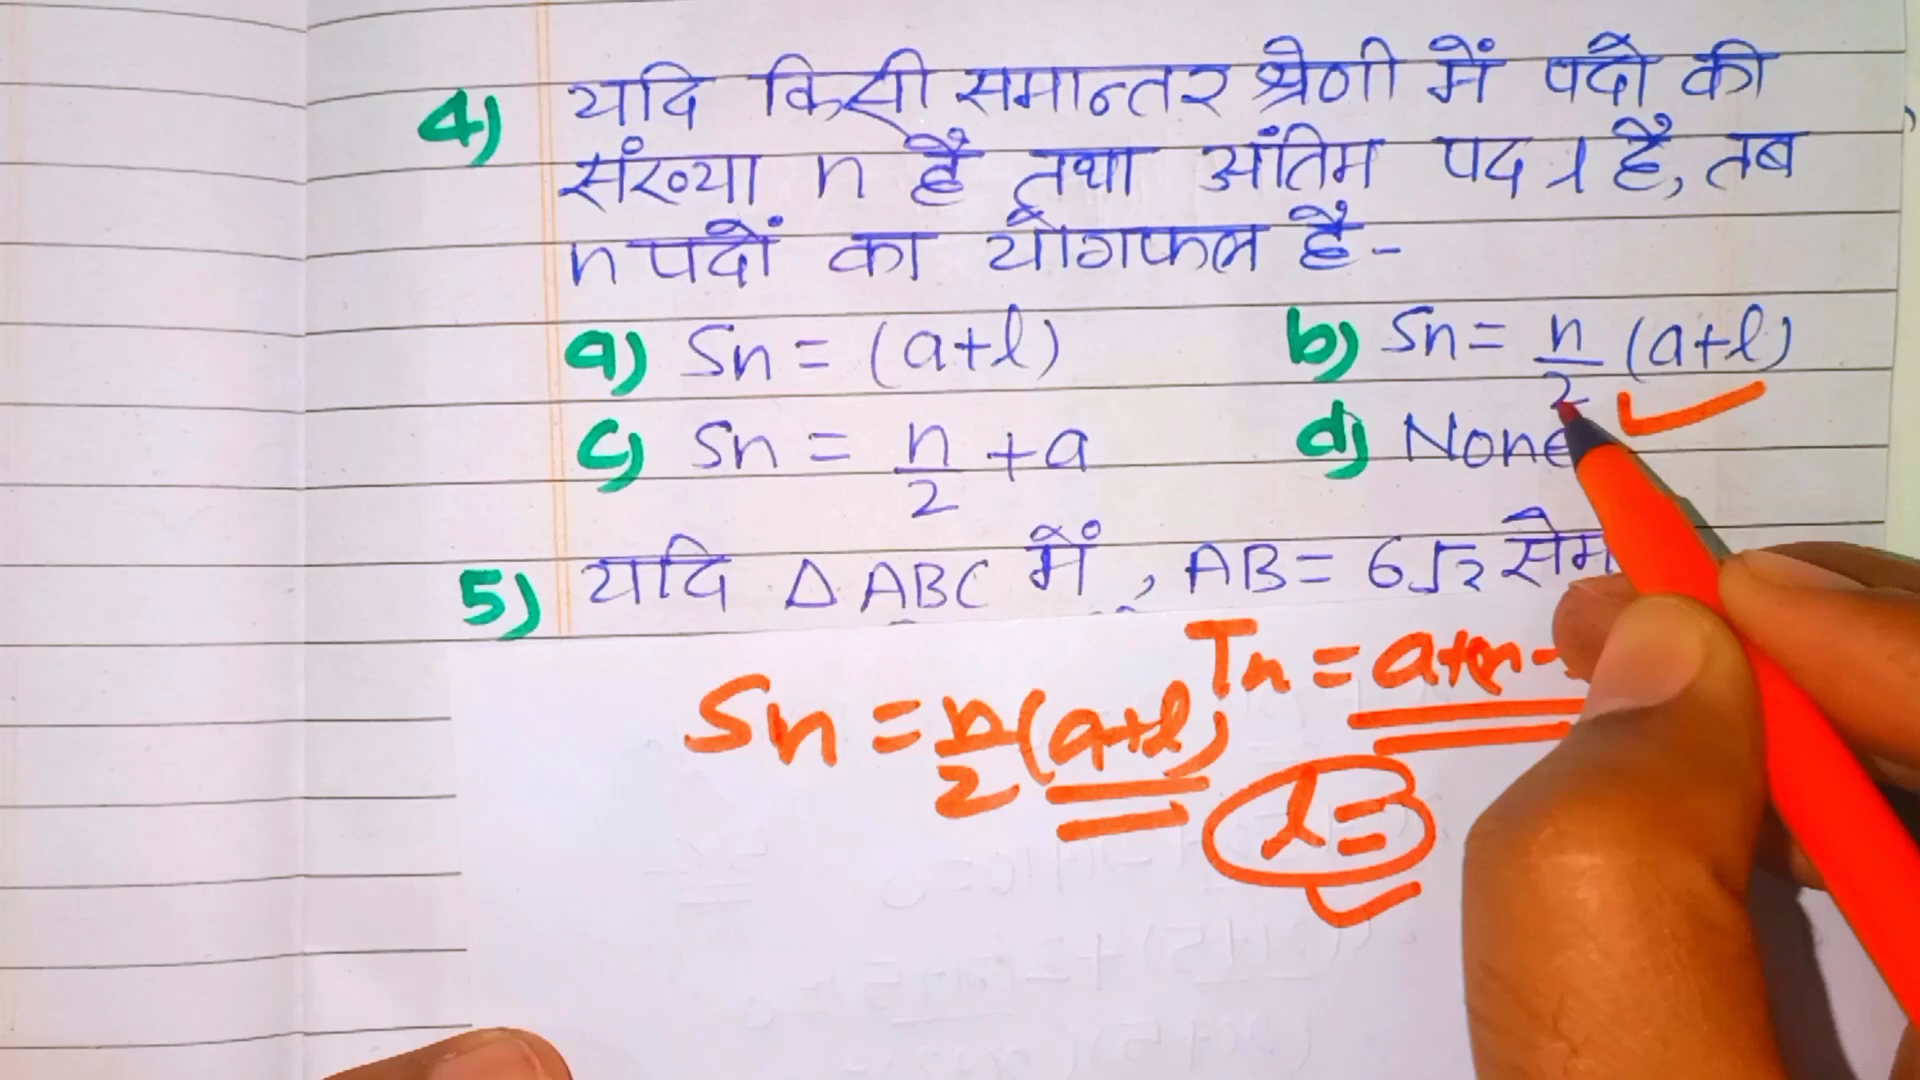 4) यदि किसी समान्तर श्रेणी में पदों की
संख्या n है तथा अंतिम पद l है, तब
n पदों का योगफल है-
a) Sn = (a+l)
b) Sn = n/2 (a+l)
c) Sn = n/2 + a
d) None
5) यदि △ABC में, AB = 6√3 सेमी
Tn = a+(n-
Sn = n/2 (a+l)
l =